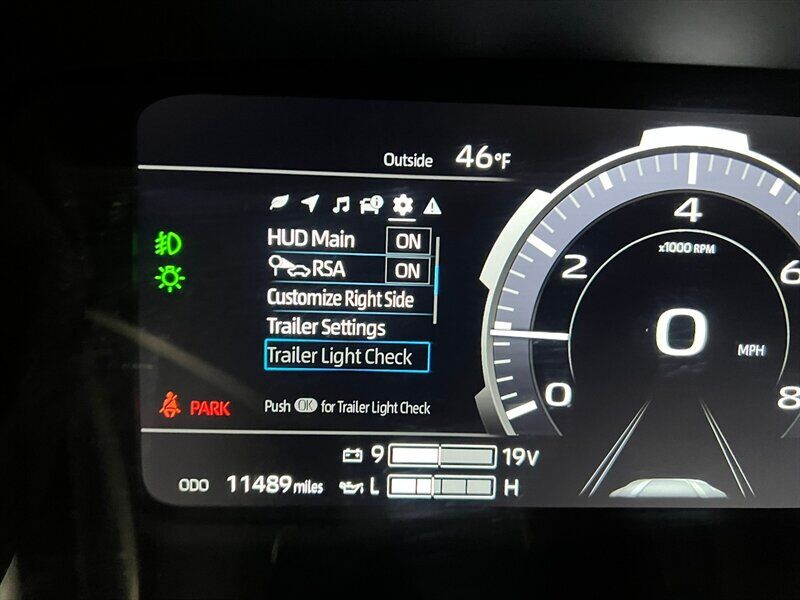 Outside 46°F
HUD Main ON
RSA ON
Customize Right Side
Trailer Settings
Trailer Light Check
Push OK for Trailer Light Check
PARK
9 19V
ODO 11489 miles L H
0 2 4 6 8
x1000 RPM
0 MPH